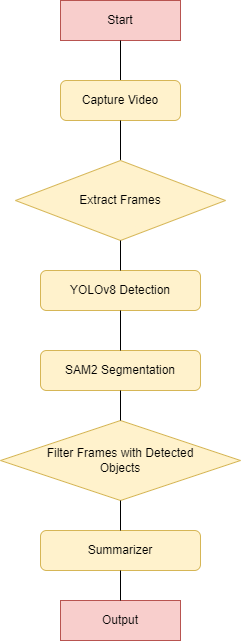 Start
Capture Video
Extract Frames
YOLOv8 Detection
SAM2 Segmentation
Filter Frames with Detected
Objects
Summarizer
Output